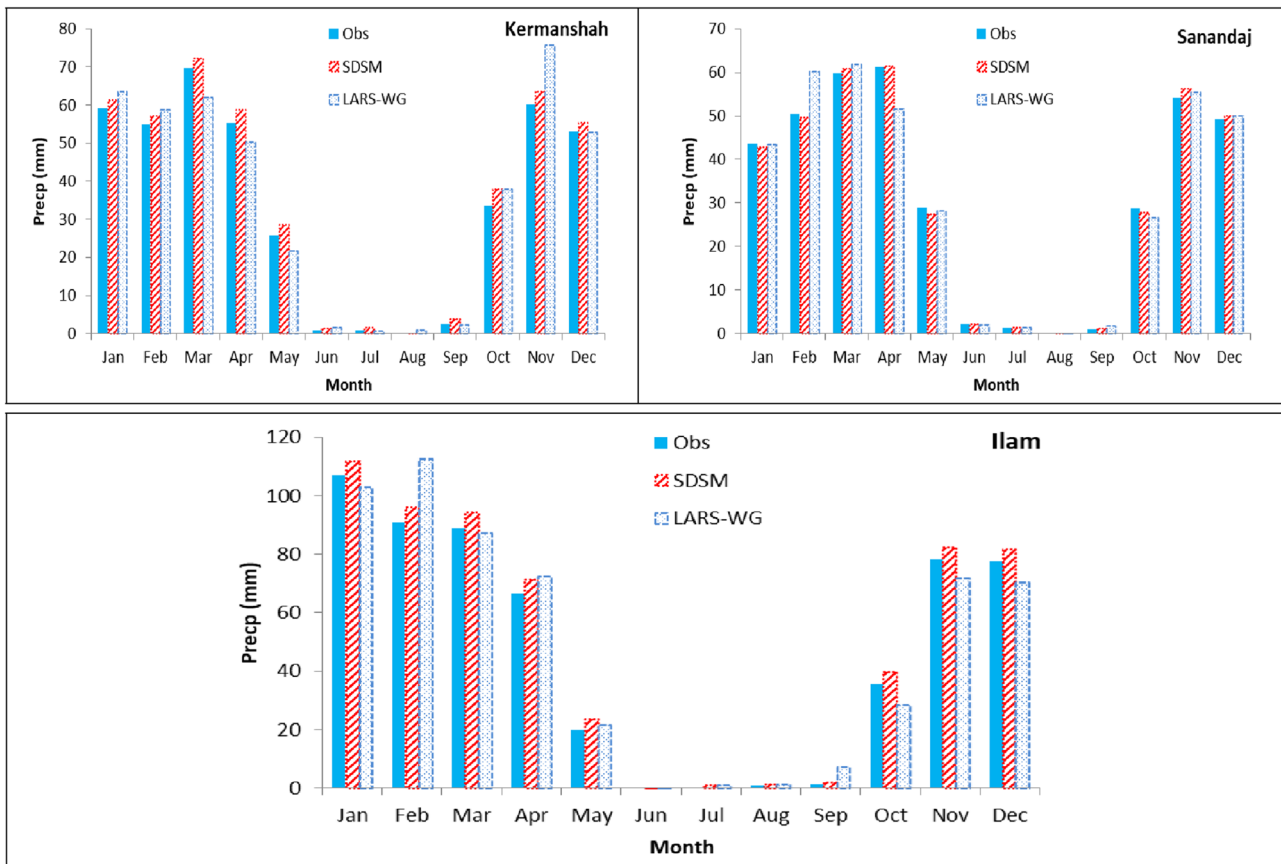 Kermanshah
Obs
SDSM
LARS-WG
Precp (mm)
80
70
60
50
40
30
20
10
0
Jan Feb Mar Apr May Jun Jul Aug Sep Oct Nov Dec
Month
Sanandaj
Obs
SDSM
LARS-WG
Precp (mm)
70
60
50
40
30
20
10
0
Jan Feb Mar Apr May Jun Jul Aug Sep Oct Nov Dec
Month
Ilam
Obs
SDSM
LARS-WG
Precp (mm)
120
100
80
60
40
20
0
Jan Feb Mar Apr May Jun Jul Aug Sep Oct Nov Dec
Month